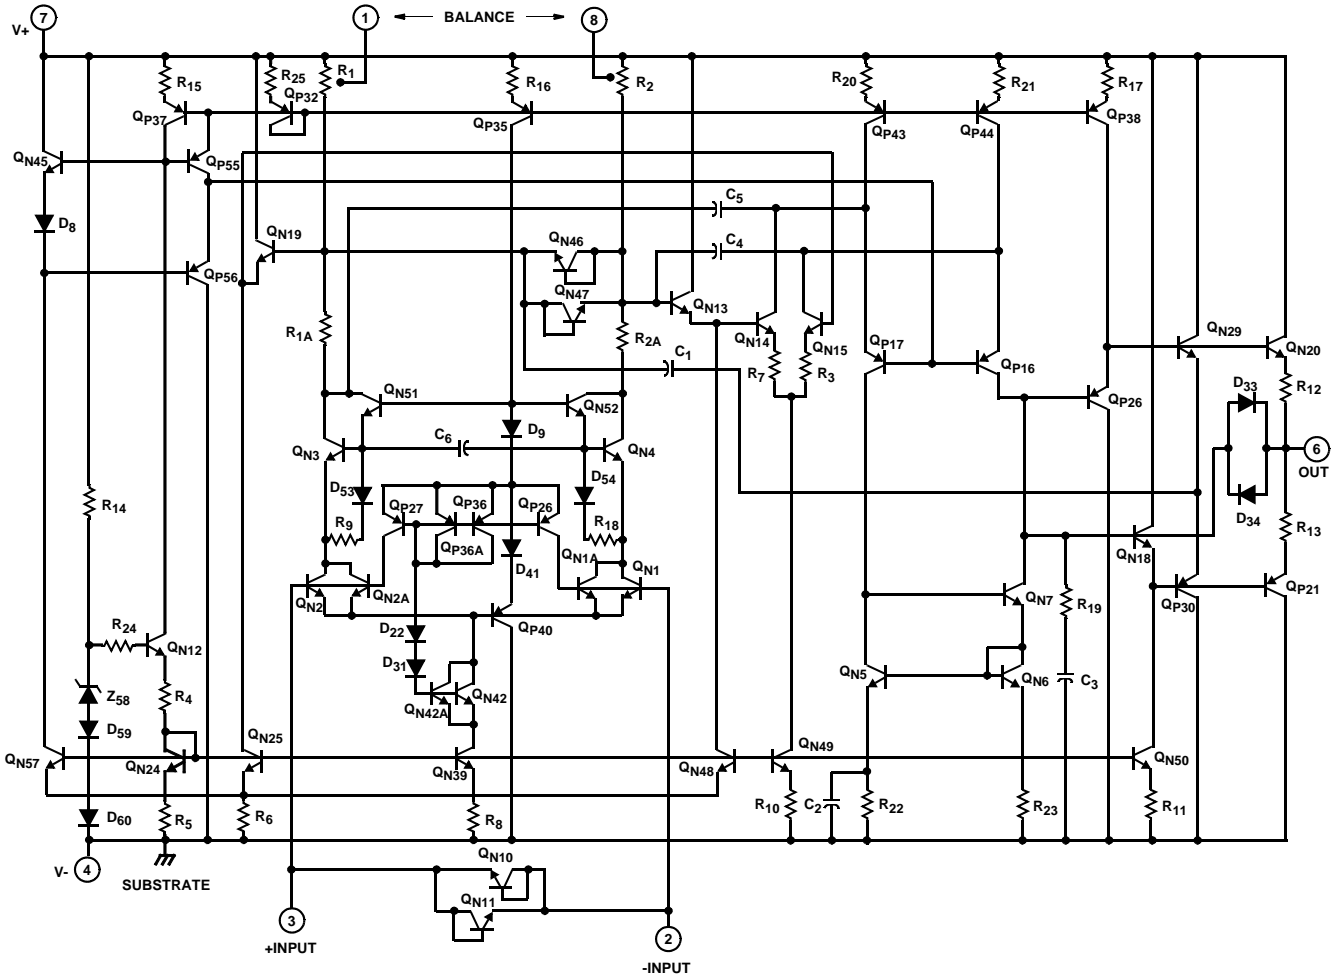 7 1 BALANCE 8
V+
R15 R25 R1 R16 R2 R20 R21 R17
QP32
QP37 QP35 QP43 QP44 QP38
QN45 QP55
C5
D8 QN19 QN46 C4
QP56
QN47 QN13
R1A R2A QN14 QN15 QP17 QN29 QN20
C1 R7 R3 QP16
D33 R12
QN51 QN52 QP26
D9
C6
QN3 QN4 6
OUT
D53 D54
R14 QP27 QP36 QP26 D34
R9 R18 R13
QP36A QN1A QN18
D41 QN1
QN2 QN2A QP30 QP21
QN7 R19
R24 D22 QP40
QN12 D31
QN5 QN6 C3
Z58 R4 QN42A QN42
D59
QN57 QN24 QN25 QN39 QN48 QN49 QN50
R10 C2 R22 R23 R11
D60 R5 R6 R8
V- 4
SUBSTRATE
QN10
QN11
3
+INPUT
2
-INPUT